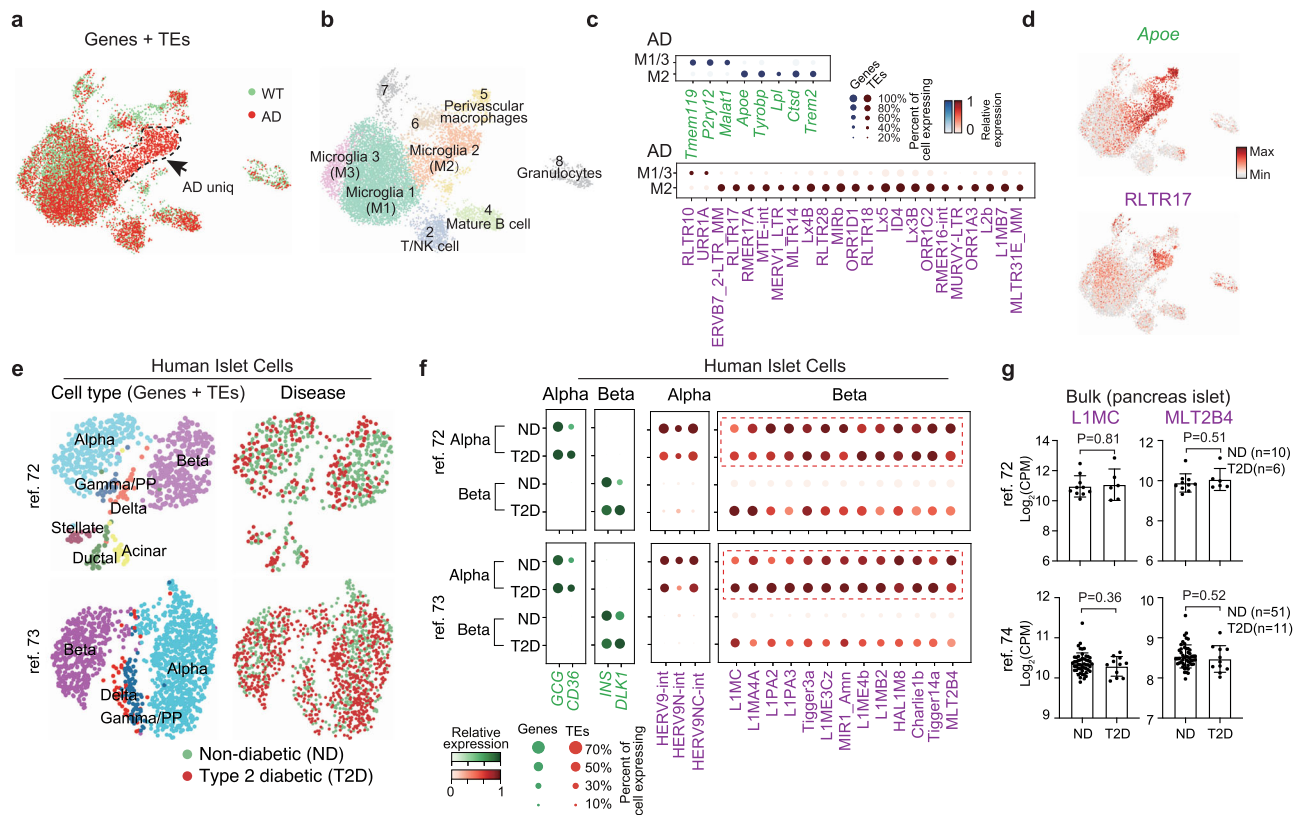 a
Genes + TEs
WT
AD
AD uniq
b
7
5
Perivascular
macrophages
6
Microglia 3
(M3)
Microglia 2
(M2)
Microglia 1
(M1)
8
Granulocytes
4
Mature B cell
2
T/NK cell
c
AD
M1/3
M2
Tmem119
P2ry12
Malat1
Apoe
Tyrobp
Lpl
Ctsd
Trem2
Genes
TEs
100%
80%
60%
40%
20%
Percent of
cell expressing
1
0
Relative
expression
AD
M1/3
M2
RLTR10
URR1A
ERVB7_2-LTR_MM
RLTR17
RMER17A
MTE-int
MERV1_LTR
MLTR14
Lx4B
RLTR28
MIRb
ORR1D1
RLTR18
Lx5
ID4
Lx3B
ORR1C2
RMER16-int
MURVY-LTR
ORR1A3
L2b
L1MB7
MLTR31E_MM
d
Apoe
Max
Min
RLTR17
e
Human Islet Cells
Cell type (Genes + TEs)
Disease
ref. 72
Alpha
Beta
Gamma/PP
Delta
Stellate
Ductal
Acinar
ref. 73
Beta
Alpha
Delta
Gamma/PP
Non-diabetic (ND)
Type 2 diabetic (T2D)
f
Human Islet Cells
Alpha
Beta
Alpha
Beta
ref. 72
Alpha
ND
T2D
Beta
ND
T2D
ref. 73
Alpha
ND
T2D
Beta
ND
T2D
GCG
CD36
INS
DLK1
HERV9-int
HERV9N-int
HERV9NC-int
L1MC
L1MA4A
L1PA2
L1PA3
Tigger3a
L1ME3Cz
MIR1_Amn
L1ME4b
L1MB2
HAL1M8
Charlie1b
Tigger14a
MLT2B4
Relative
expression
0
1
Genes
TEs
70%
50%
30%
10%
Percent of
cell expressing
g
Bulk (pancreas islet)
L1MC
MLT2B4
ref. 72
Log2(CPM)
14
12
10
8
6
P=0.81
12
10
8
6
P=0.51
ND (n=10)
T2D(n=6)
ref. 74
Log2(CPM)
12
11
10
9
P=0.36
ND
T2D
10
9
8
7
P=0.52
ND (n=51)
T2D(n=11)
ND
T2D